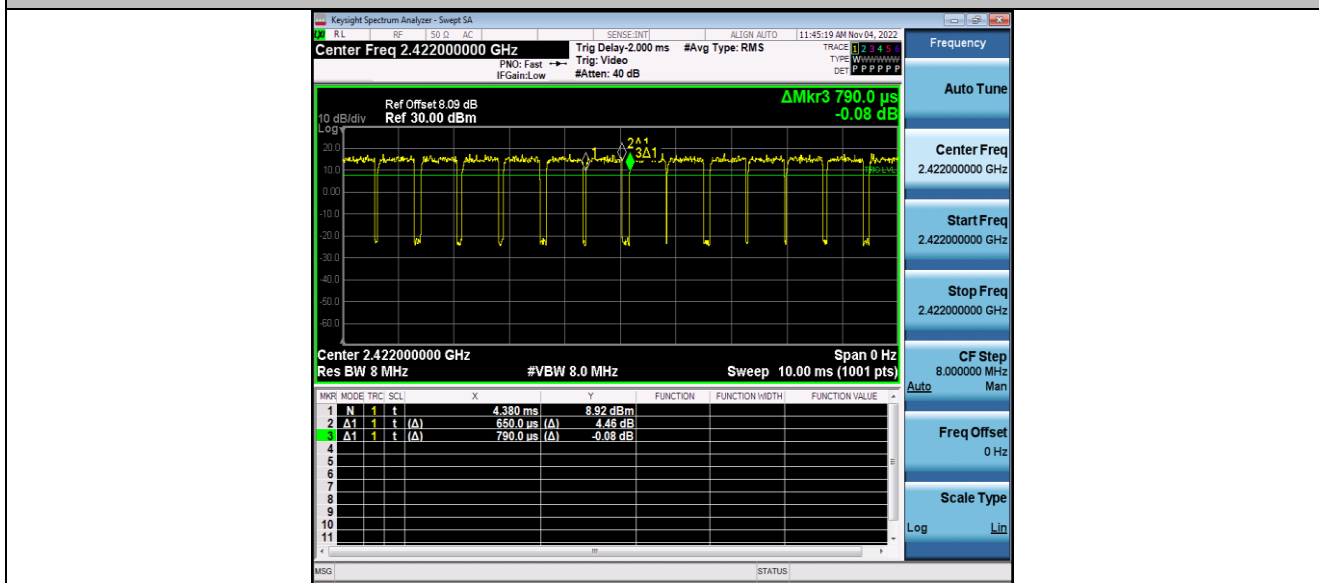 Keysight Spectrum Analyzer - Swept SA
RL RF 50 Ω AC SENSE:INT ALIGN AUTO 11:45:19 AM Nov 04, 2022
Center Freq 2.422000000 GHz
PNO: Fast
IFGain:Low
Trig Delay-2.000 ms
Trig: Video
#Atten: 40 dB
#Avg Type: RMS
TRACE 1 2 3 4 5 6
TYPE WWWWWW
DET P P P P P P
ΔMkr3 790.0 µs
-0.08 dB
10 dB/div
Log
Ref Offset 8.09 dB
Ref 30.00 dBm
20.0
10.0
0.00
-10.0
-20.0
-30.0
-40.0
-50.0
-60.0
1
2Δ1
3Δ1
TRIG LVL
Center 2.422000000 GHz Span 0 Hz
Res BW 8 MHz #VBW 8.0 MHz Sweep 10.00 ms (1001 pts)
MKR MODE TRC SCL X Y FUNCTION FUNCTION WIDTH FUNCTION VALUE
1 N 1 t 4.380 ms 8.92 dBm
2 Δ1 1 t (Δ) 650.0 µs (Δ) 4.46 dB
3 Δ1 1 t (Δ) 790.0 µs (Δ) -0.08 dB
4
5
6
7
8
9
10
11
MSG STATUS
Frequency
Auto Tune
Center Freq
2.422000000 GHz
Start Freq
2.422000000 GHz
Stop Freq
2.422000000 GHz
CF Step
8.000000 MHz
Auto Man
Freq Offset
0 Hz
Scale Type
Log Lin